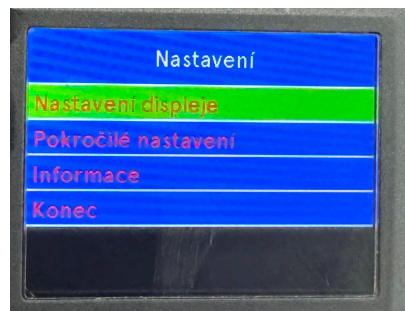 Nastavení
Nastavení displeje
Pokročilé nastavení
Informace
Konec